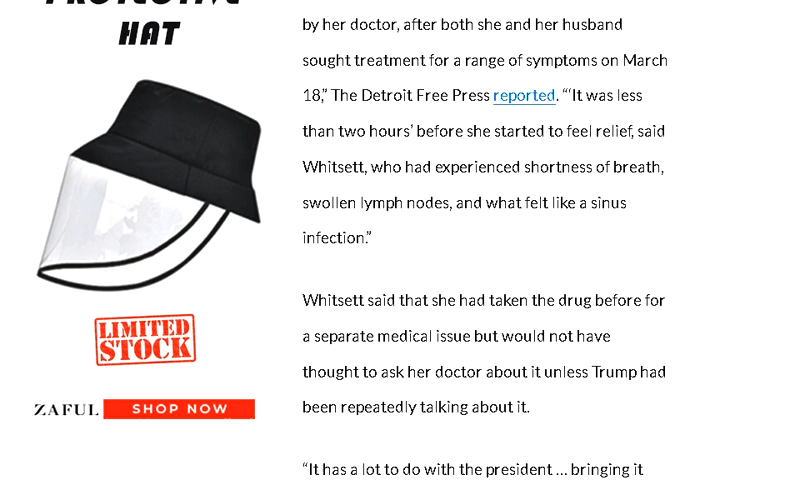 PROTECTIVE
HAT
LIMITED
STOCK
ZAFUL SHOP NOW
by her doctor, after both she and her husband
sought treatment for a range of symptoms on March
18,” The Detroit Free Press reported. “‘It was less
than two hours’ before she started to feel relief, said
Whitsett, who had experienced shortness of breath,
swollen lymph nodes, and what felt like a sinus
infection.”
Whitsett said that she had taken the drug before for
a separate medical issue but would not have
thought to ask her doctor about it unless Trump had
been repeatedly talking about it.
“It has a lot to do with the president … bringing it